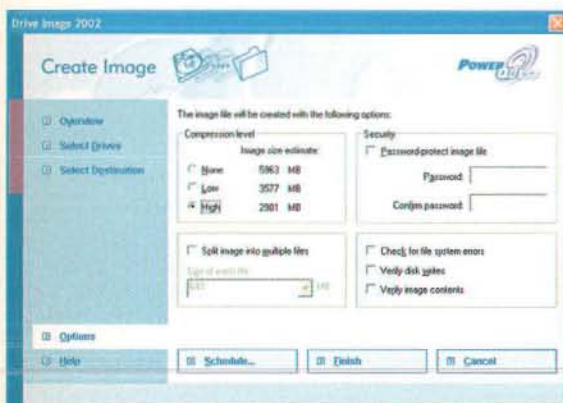 Drive Image 2002
Create Image
POWER
Overview
Select Drives
Select Destination
Options
Help
The image file will be created with the following options:
Compression level
Image size estimate:
None 5963 MB
Low 3577 MB
High 2981 MB
Security
Password-protect image file
Password:
Confirm password:
Split image into multiple files
Size of each file
MB
Check for file system errors
Verify disk writes
Verify image contents
Schedule...
Finish
Cancel